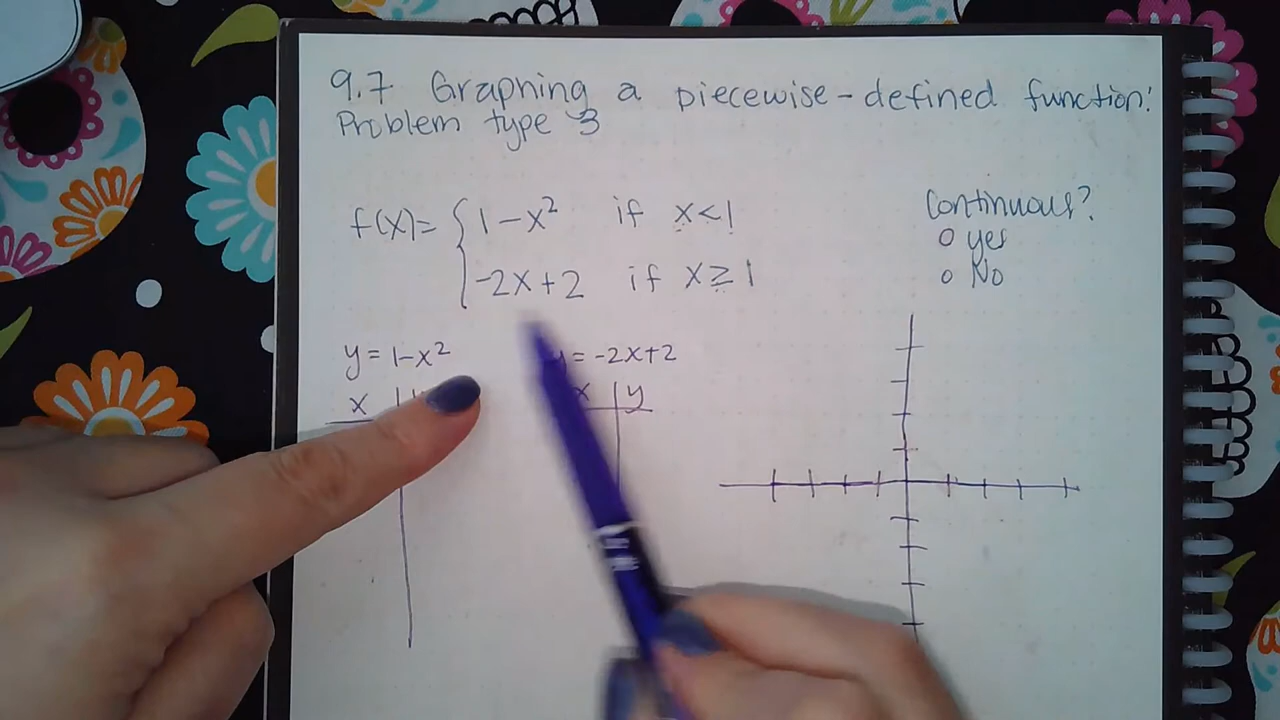 9.7 Graphing a piecewise-defined function:
Problem type 3
f(x)= { 1-x² if x<1
-2x+2 if x≥1
Continuous?
o yes
o No
y=1-x²
x
y= -2x+2
x y